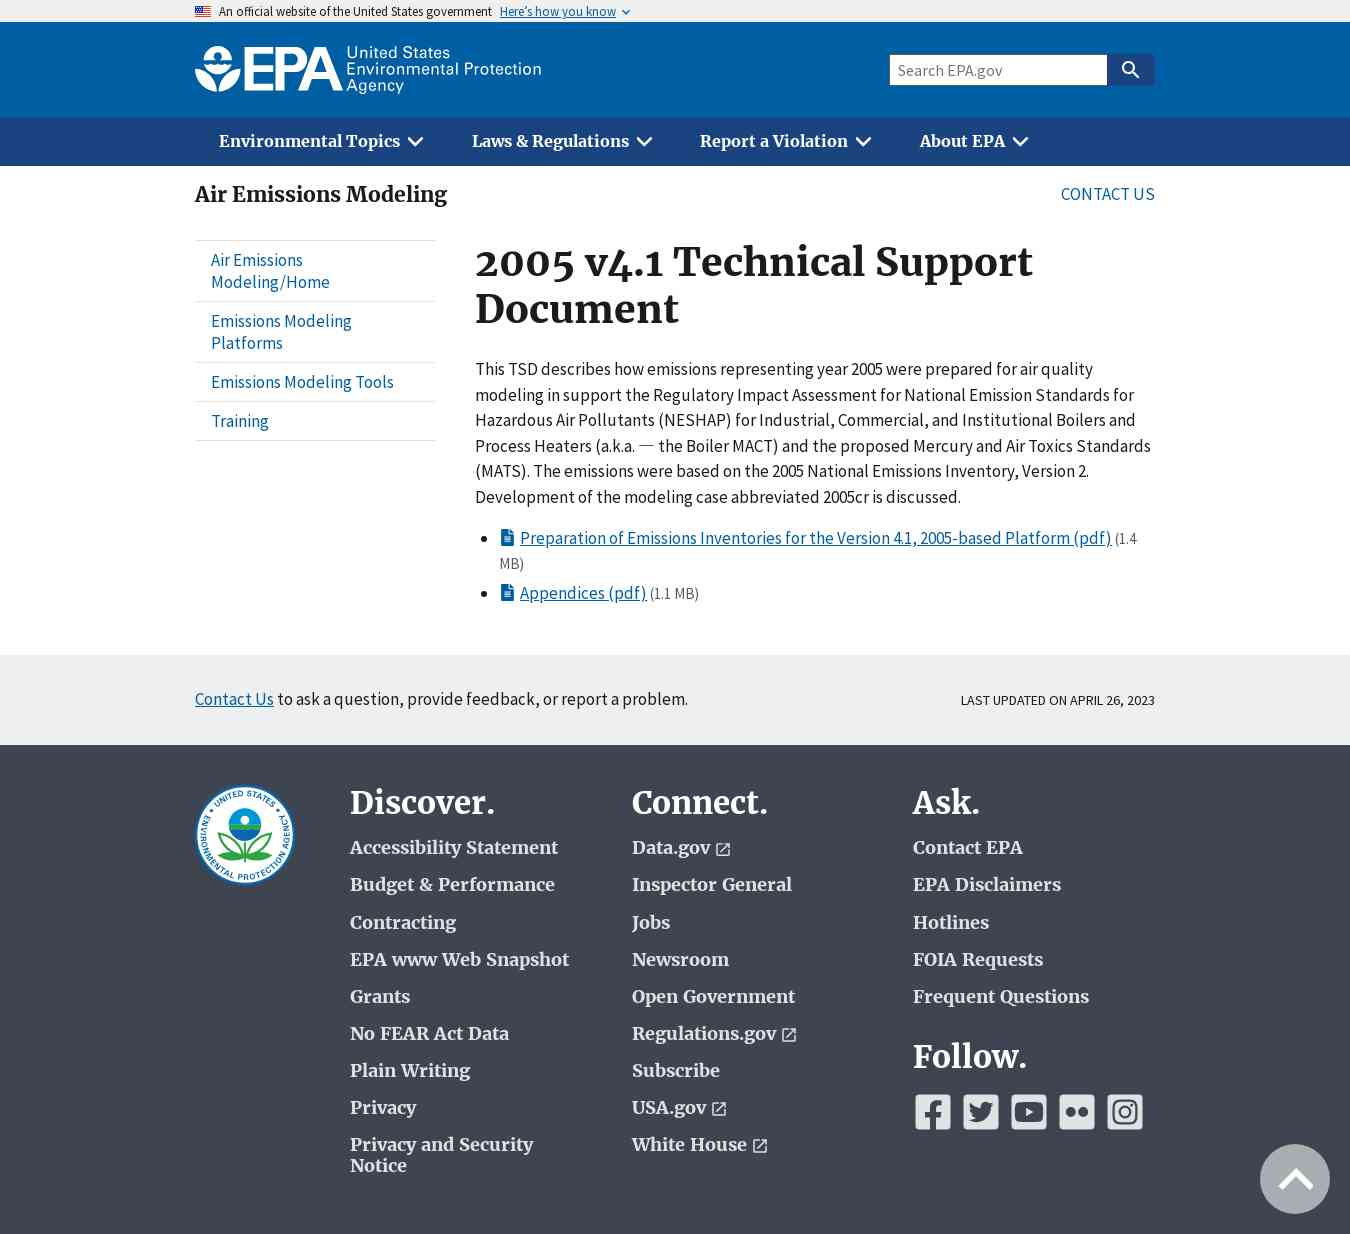 An official website of the United States government Here's how you know
EPA United States
Environmental Protection
Agency
Search EPA.gov
Environmental Topics Laws & Regulations Report a Violation About EPA
Air Emissions Modeling CONTACT US
Air Emissions
Modeling/Home
Emissions Modeling
Platforms
Emissions Modeling Tools
Training
2005 v4.1 Technical Support
Document
This TSD describes how emissions representing year 2005 were prepared for air quality
modeling in support the Regulatory Impact Assessment for National Emission Standards for
Hazardous Air Pollutants (NESHAP) for Industrial, Commercial, and Institutional Boilers and
Process Heaters (a.k.a. — the Boiler MACT) and the proposed Mercury and Air Toxics Standards
(MATS). The emissions were based on the 2005 National Emissions Inventory, Version 2.
Development of the modeling case abbreviated 2005cr is discussed.
Preparation of Emissions Inventories for the Version 4.1, 2005-based Platform (pdf) (1.4
MB)
Appendices (pdf) (1.1 MB)
Contact Us to ask a question, provide feedback, or report a problem. LAST UPDATED ON APRIL 26, 2023
UNITED STATES
ENVIRONMENTAL PROTECTION AGENCY
Discover.
Accessibility Statement
Budget & Performance
Contracting
EPA www Web Snapshot
Grants
No FEAR Act Data
Plain Writing
Privacy
Privacy and Security
Notice
Connect.
Data.gov
Inspector General
Jobs
Newsroom
Open Government
Regulations.gov
Subscribe
USA.gov
White House
Ask.
Contact EPA
EPA Disclaimers
Hotlines
FOIA Requests
Frequent Questions
Follow.